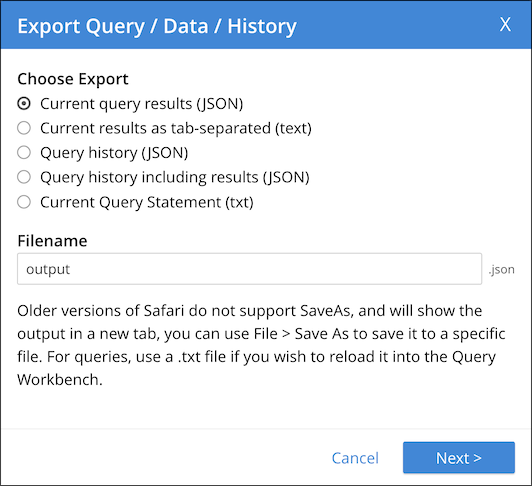 Export Query / Data / History X
Choose Export
Current query results (JSON)
Current results as tab-separated (text)
Query history (JSON)
Query history including results (JSON)
Current Query Statement (txt)
Filename
output .json
Older versions of Safari do not support SaveAs, and will show the
output in a new tab, you can use File > Save As to save it to a specific
file. For queries, use a .txt file if you wish to reload it into the Query
Workbench.
Cancel Next >